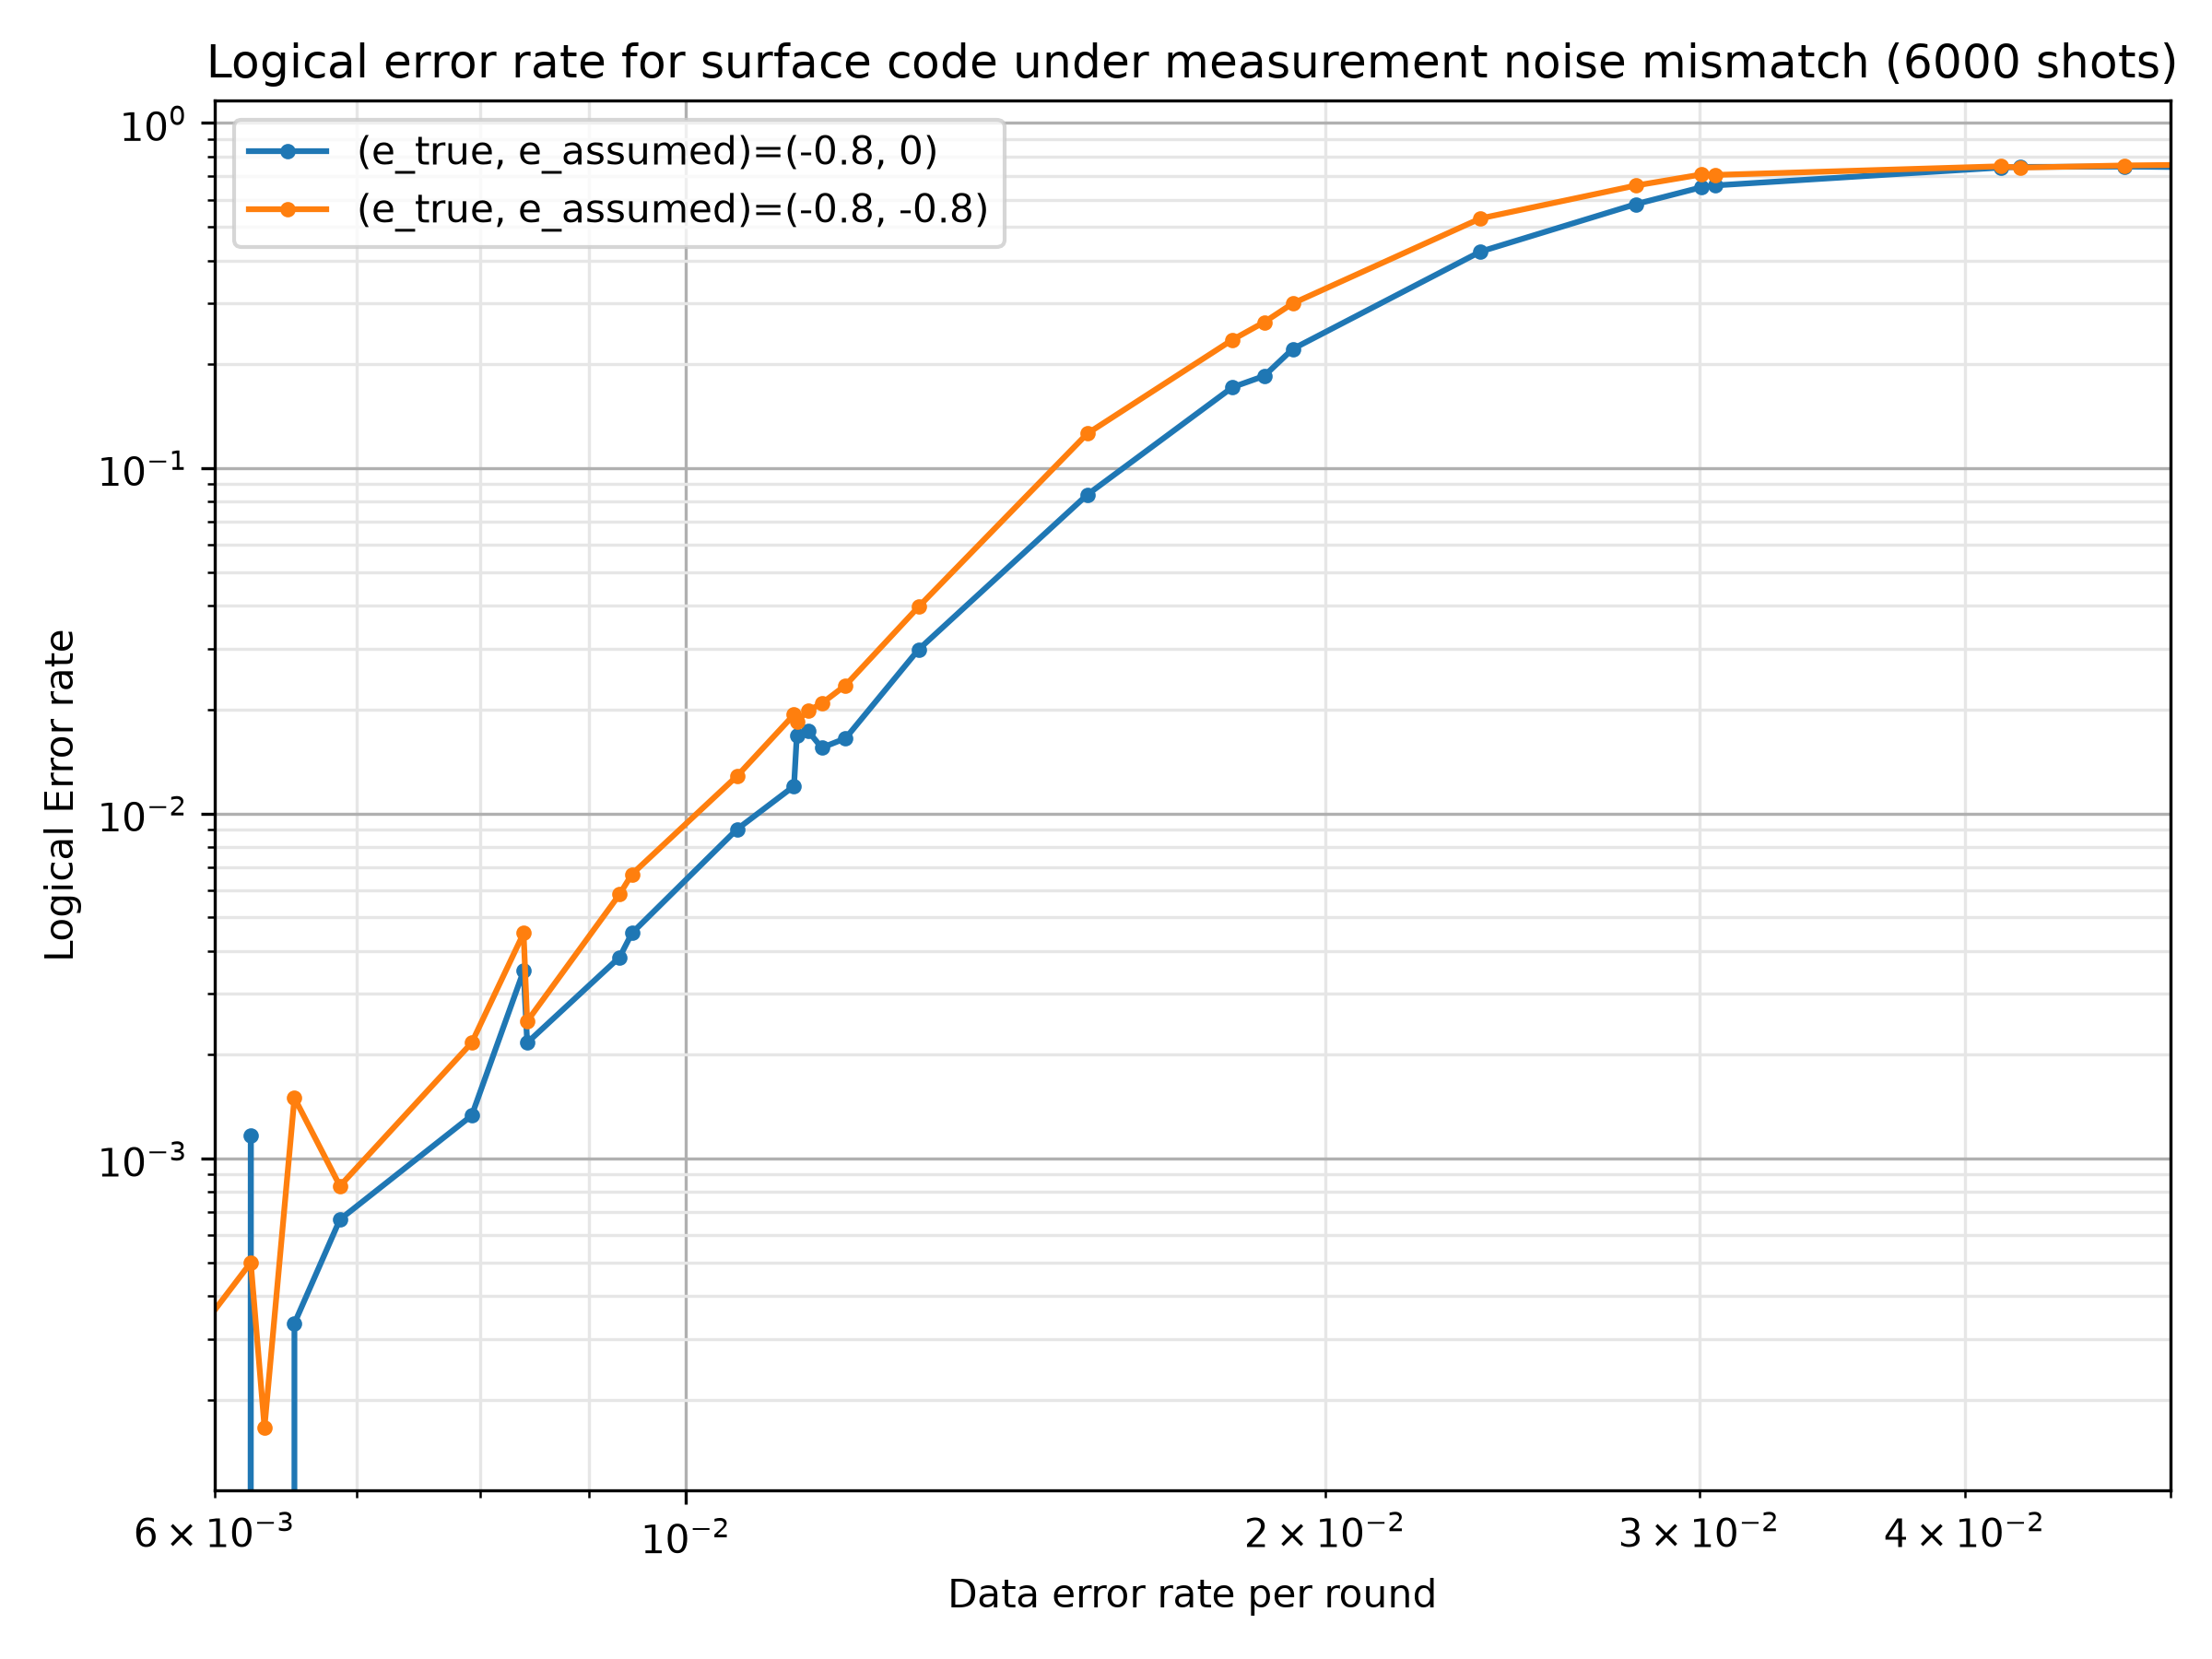 Logical error rate for surface code under measurement noise mismatch (6000 shots)
(e_true, e_assumed)=(-0.8, 0)
(e_true, e_assumed)=(-0.8, -0.8)
10⁰
10⁻¹
10⁻²
10⁻³
Logical Error rate
6 × 10⁻³
10⁻²
2 × 10⁻²
3 × 10⁻²
4 × 10⁻²
Data error rate per round